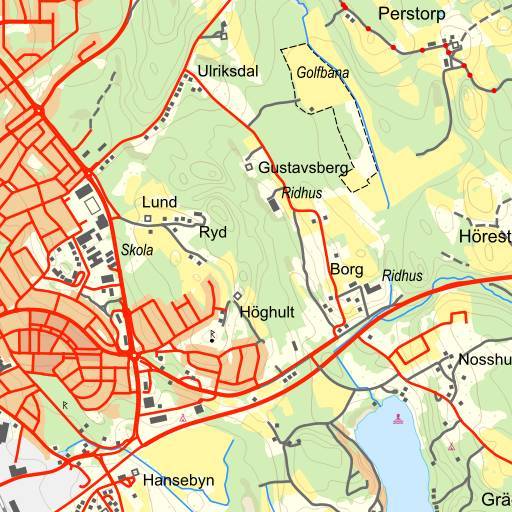 Perstorp
Ulriksdal
Golfbana
Gustavsberg
Ridhus
Lund
Ryd
Skola
Hörest
Borg
Ridhus
Höghult
R
Nosshu
R
Hansebyn
Grä